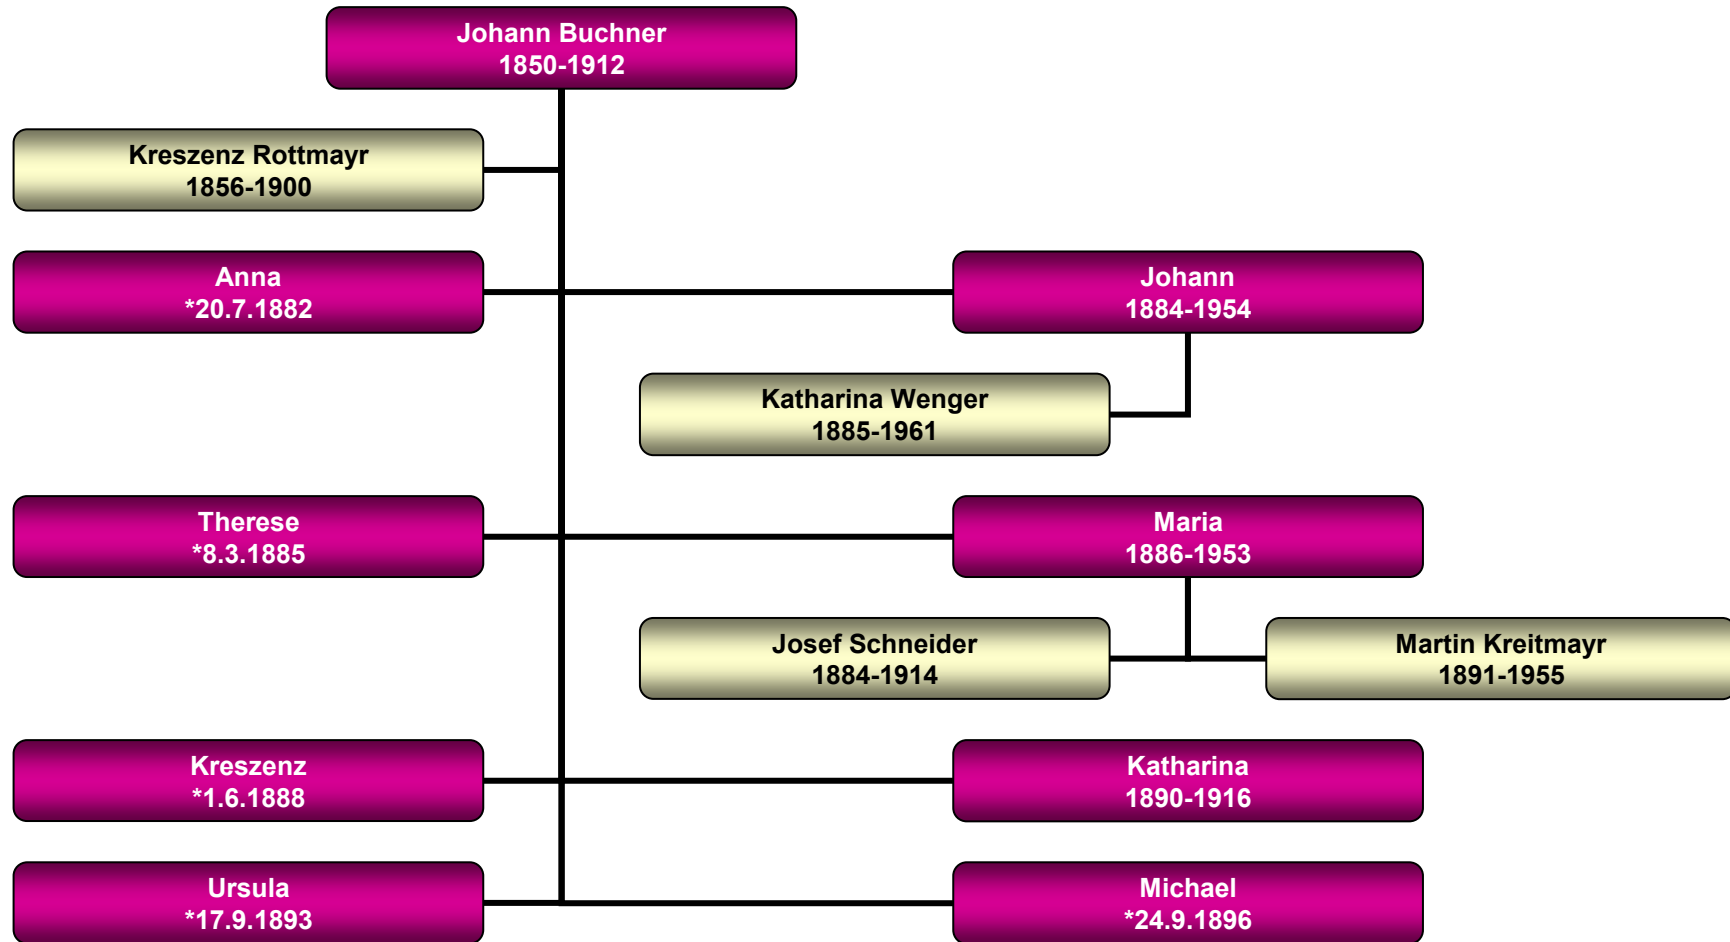 Johann Buchner
1850-1912
Kreszenz Rottmayr
1856-1900
Anna
*20.7.1882
Johann
1884-1954
Katharina Wenger
1885-1961
Therese
*8.3.1885
Maria
1886-1953
Josef Schneider
1884-1914
Martin Kreitmayr
1891-1955
Kreszenz
*1.6.1888
Katharina
1890-1916
Ursula
*17.9.1893
Michael
*24.9.1896